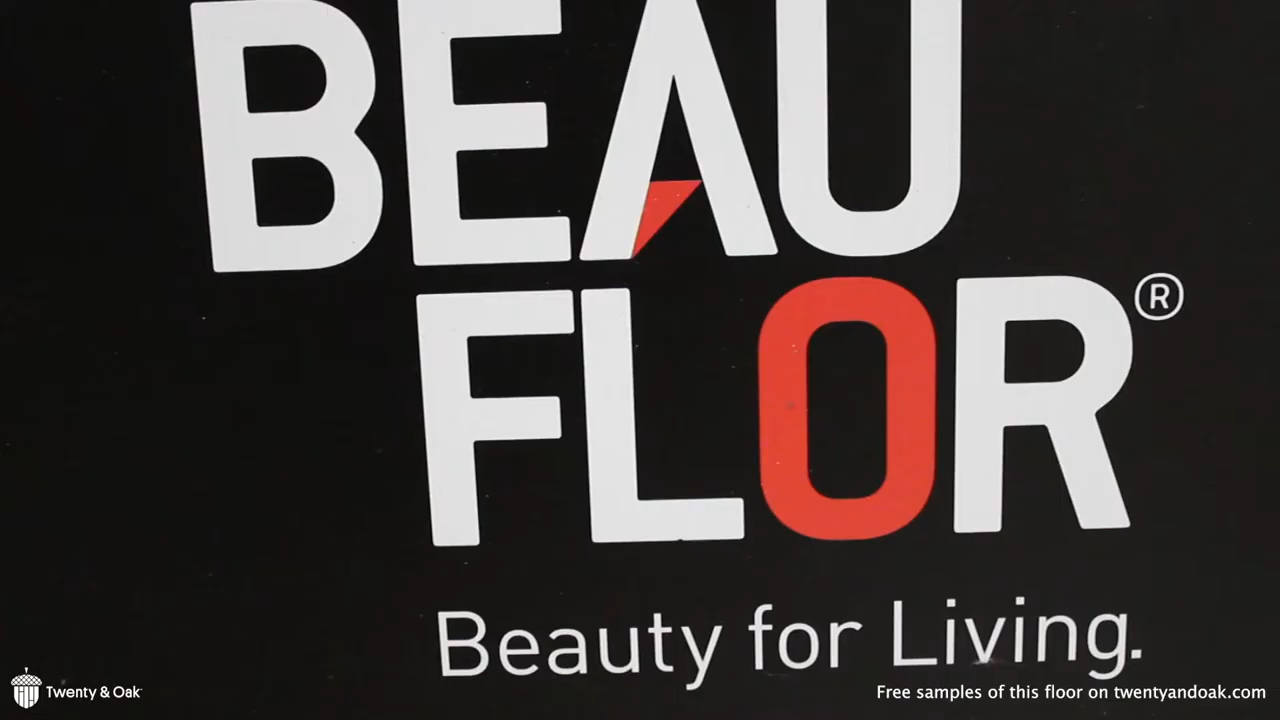 BEAU
FLOR®
Beauty for Living.
Twenty & Oak
Free samples of this floor on twentyandoak.com